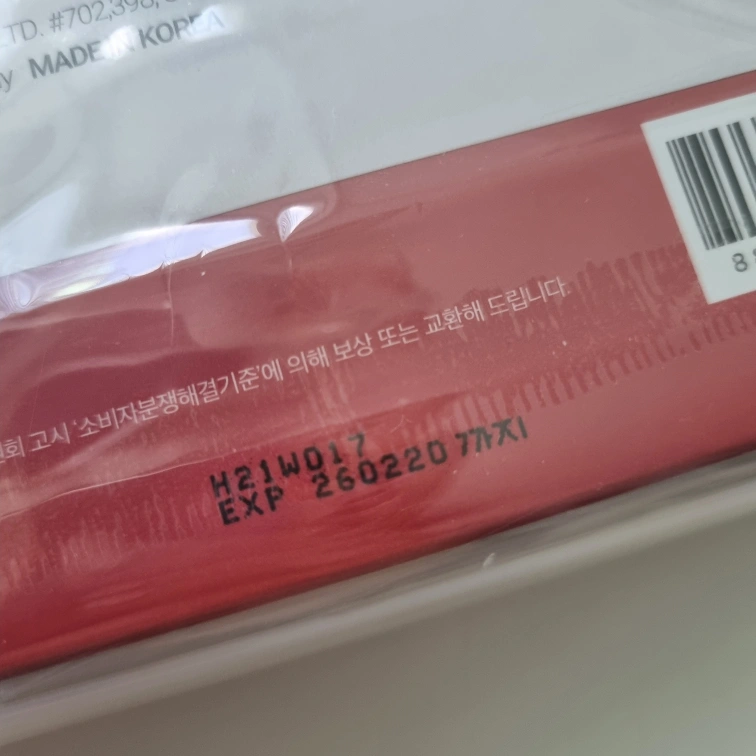 LTD. #702,398,
MADE IN KOREA
고시 '소비자분쟁해결기준'에 의해 보상 또는 교환해 드립니다.
H21W017
EXP 260220 까지
8